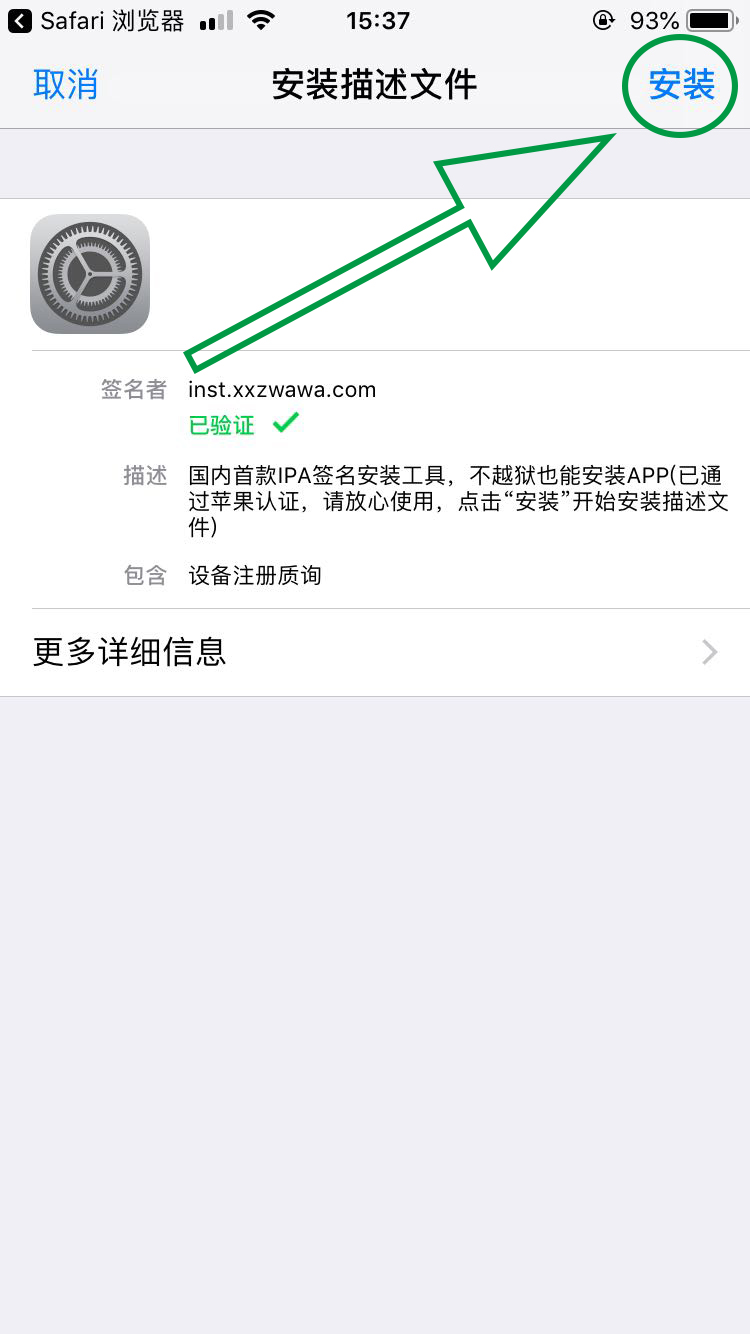 Safari 浏览器 15:37 93%
取消 安装描述文件 安装
签名者 inst.xxzwawa.com
已验证
描述 国内首款IPA签名安装工具，不越狱也能安装APP(已通
过苹果认证，请放心使用，点击“安装”开始安装描述文
件)
包含 设备注册质询
更多详细信息